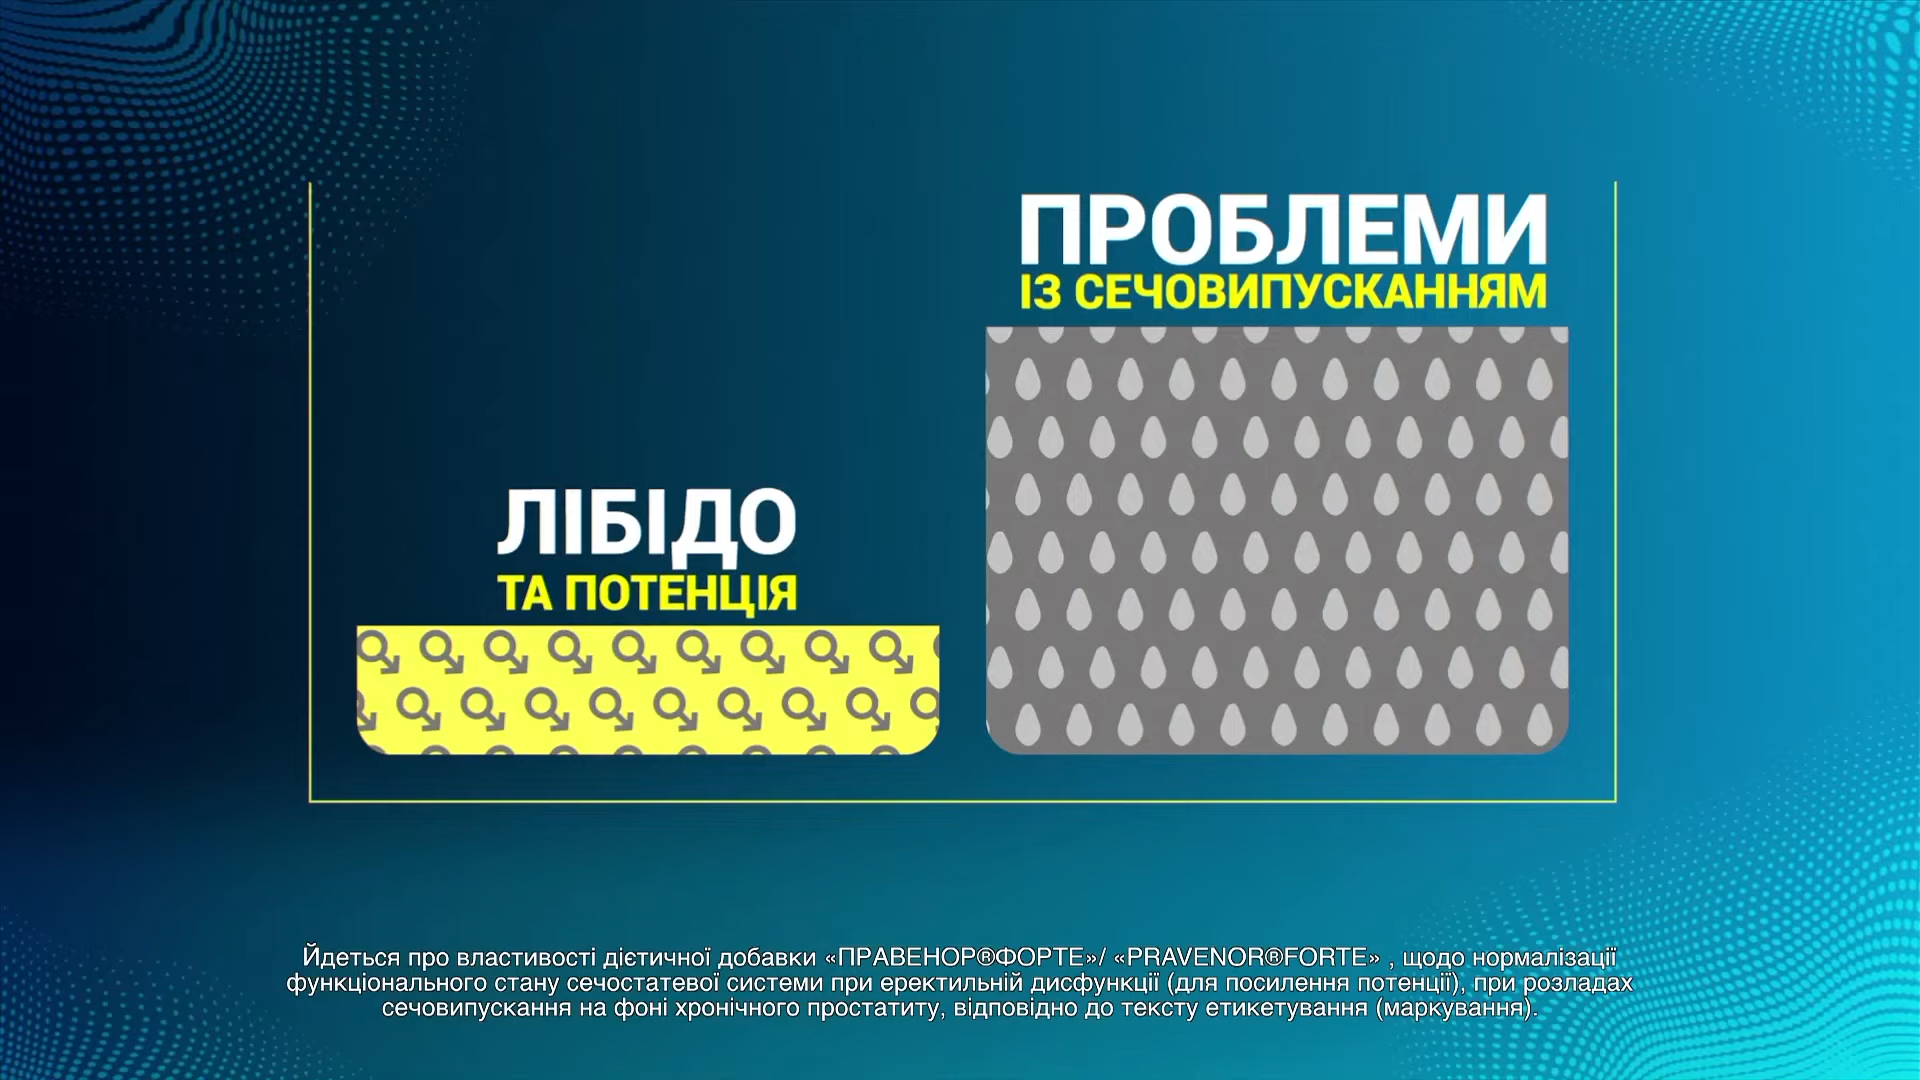 ПРОБЛЕМИ
ІЗ СЕЧОВИПУСКАННЯМ
ЛІБІДО
ТА ПОТЕНЦІЯ
Йдеться про властивості дієтичної добавки «ПРАВЕНОР®ФОРТЕ»/ «PRAVENOR®FORTE» , щодо нормалізації
функціонального стану сечостатевої системи при еректильній дисфункції (для посилення потенції), при розладах
сечовипускання на фоні хронічного простатиту, відповідно до тексту етикетування (маркування).